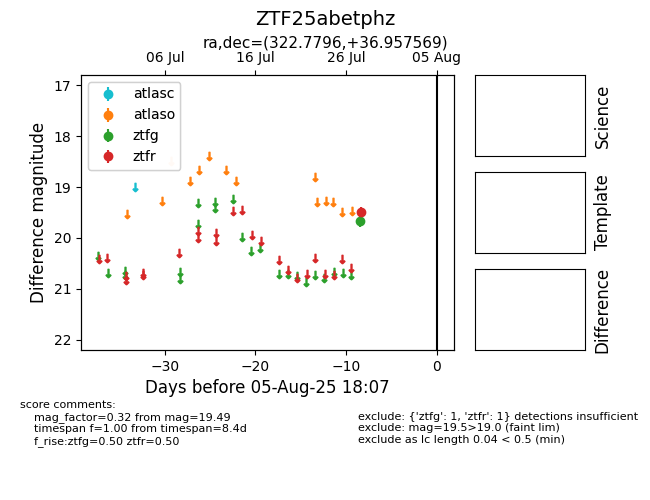 ZTF25abetphz
ra,dec=(322.7796,+36.957569)
06 Jul 16 Jul 26 Jul 05 Aug
17
18
19
20
21
22
Difference magnitude
atlasc
atlaso
ztfg
ztfr
−30 −20 −10 0
Days before 05-Aug-25 18:07
Science
Template
Difference
score comments:
mag_factor=0.32 from mag=19.49
timespan f=1.00 from timespan=8.4d
f_rise:ztfg=0.50 ztfr=0.50
exclude: {'ztfg': 1, 'ztfr': 1} detections insufficient
exclude: mag=19.5>19.0 (faint lim)
exclude as lc length 0.04 < 0.5 (min)